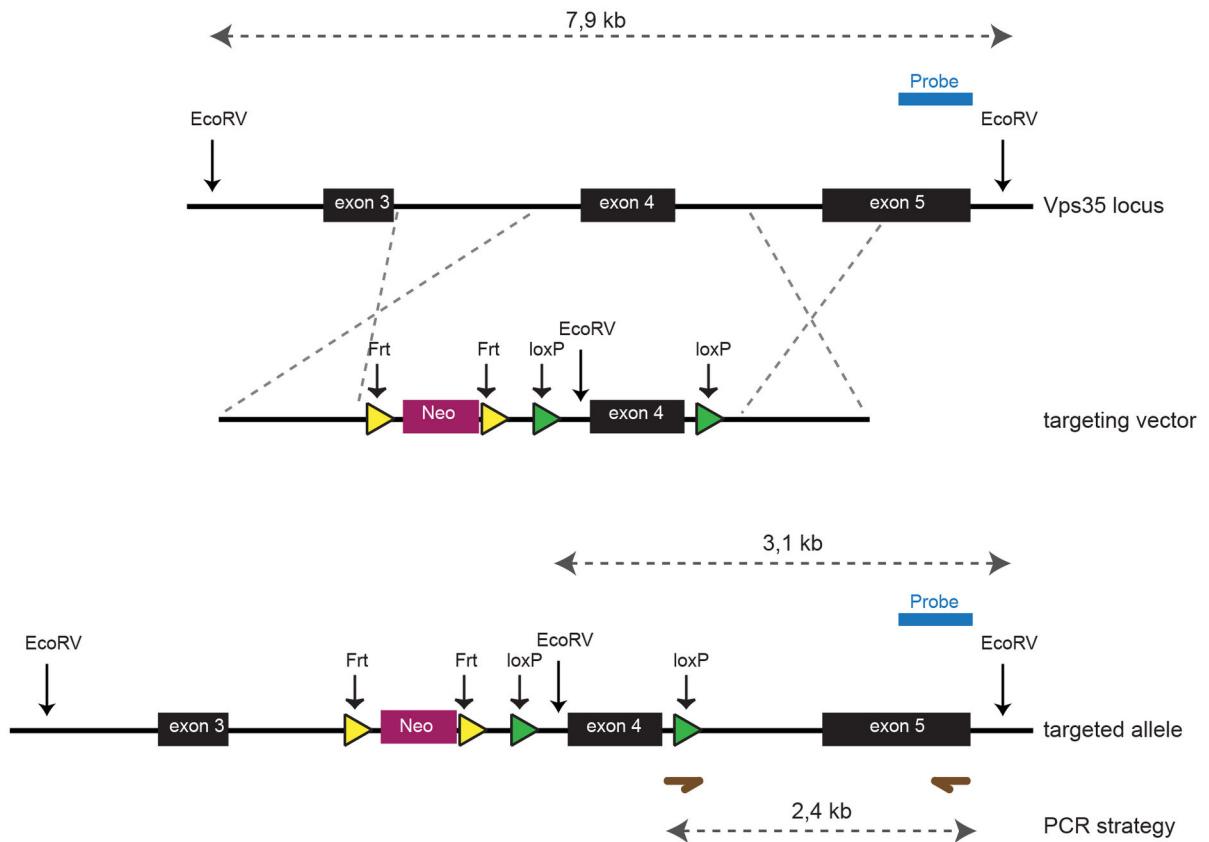 7,9 kb
Probe
EcoRV
EcoRV
exon 3
exon 4
exon 5
Vps35 locus
EcoRV
Frt
Frt
loxP
loxP
Neo
exon 4
targeting vector
3,1 kb
Probe
EcoRV
EcoRV
EcoRV
Frt
Frt
loxP
loxP
exon 3
Neo
exon 4
exon 5
targeted allele
2,4 kb
PCR strategy